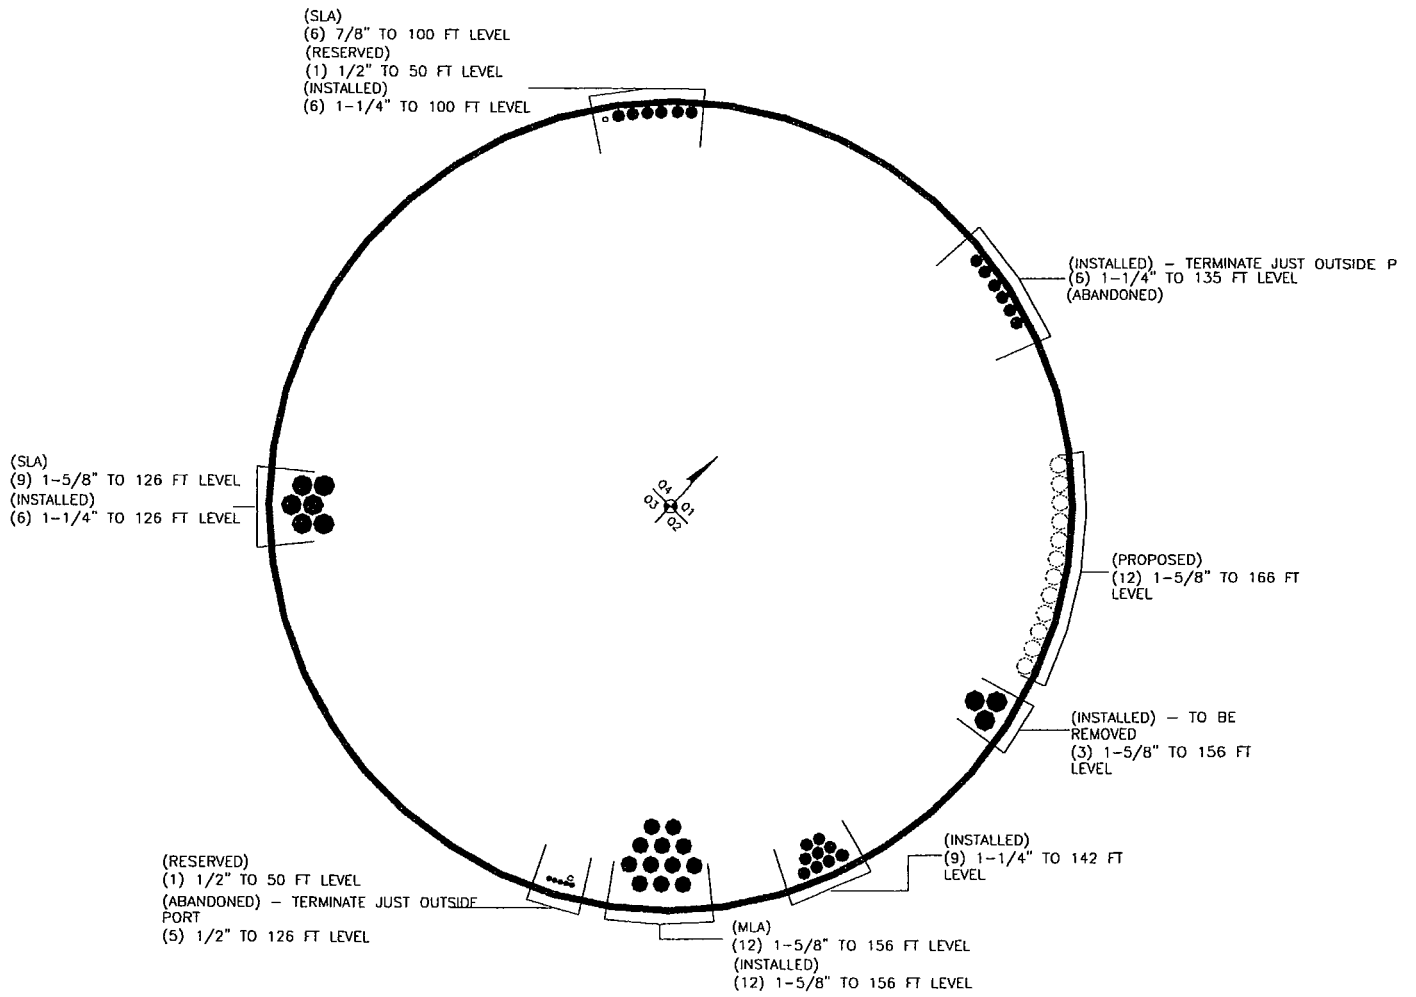 (SLA)
(6) 7/8" TO 100 FT LEVEL
(RESERVED)
(1) 1/2" TO 50 FT LEVEL
(INSTALLED)
(6) 1-1/4" TO 100 FT LEVEL
(INSTALLED) - TERMINATE JUST OUTSIDE P
(6) 1-1/4" TO 135 FT LEVEL
(ABANDONED)
(SLA)
(9) 1-5/8" TO 126 FT LEVEL
(INSTALLED)
(6) 1-1/4" TO 126 FT LEVEL
Q4
Q3 Q1
Q2
(PROPOSED)
(12) 1-5/8" TO 166 FT
LEVEL
(INSTALLED) - TO BE
REMOVED
(3) 1-5/8" TO 156 FT
LEVEL
(INSTALLED)
(9) 1-1/4" TO 142 FT
LEVEL
(RESERVED)
(1) 1/2" TO 50 FT LEVEL
(ABANDONED) - TERMINATE JUST OUTSIDE
PORT
(5) 1/2" TO 126 FT LEVEL
(MLA)
(12) 1-5/8" TO 156 FT LEVEL
(INSTALLED)
(12) 1-5/8" TO 156 FT LEVEL